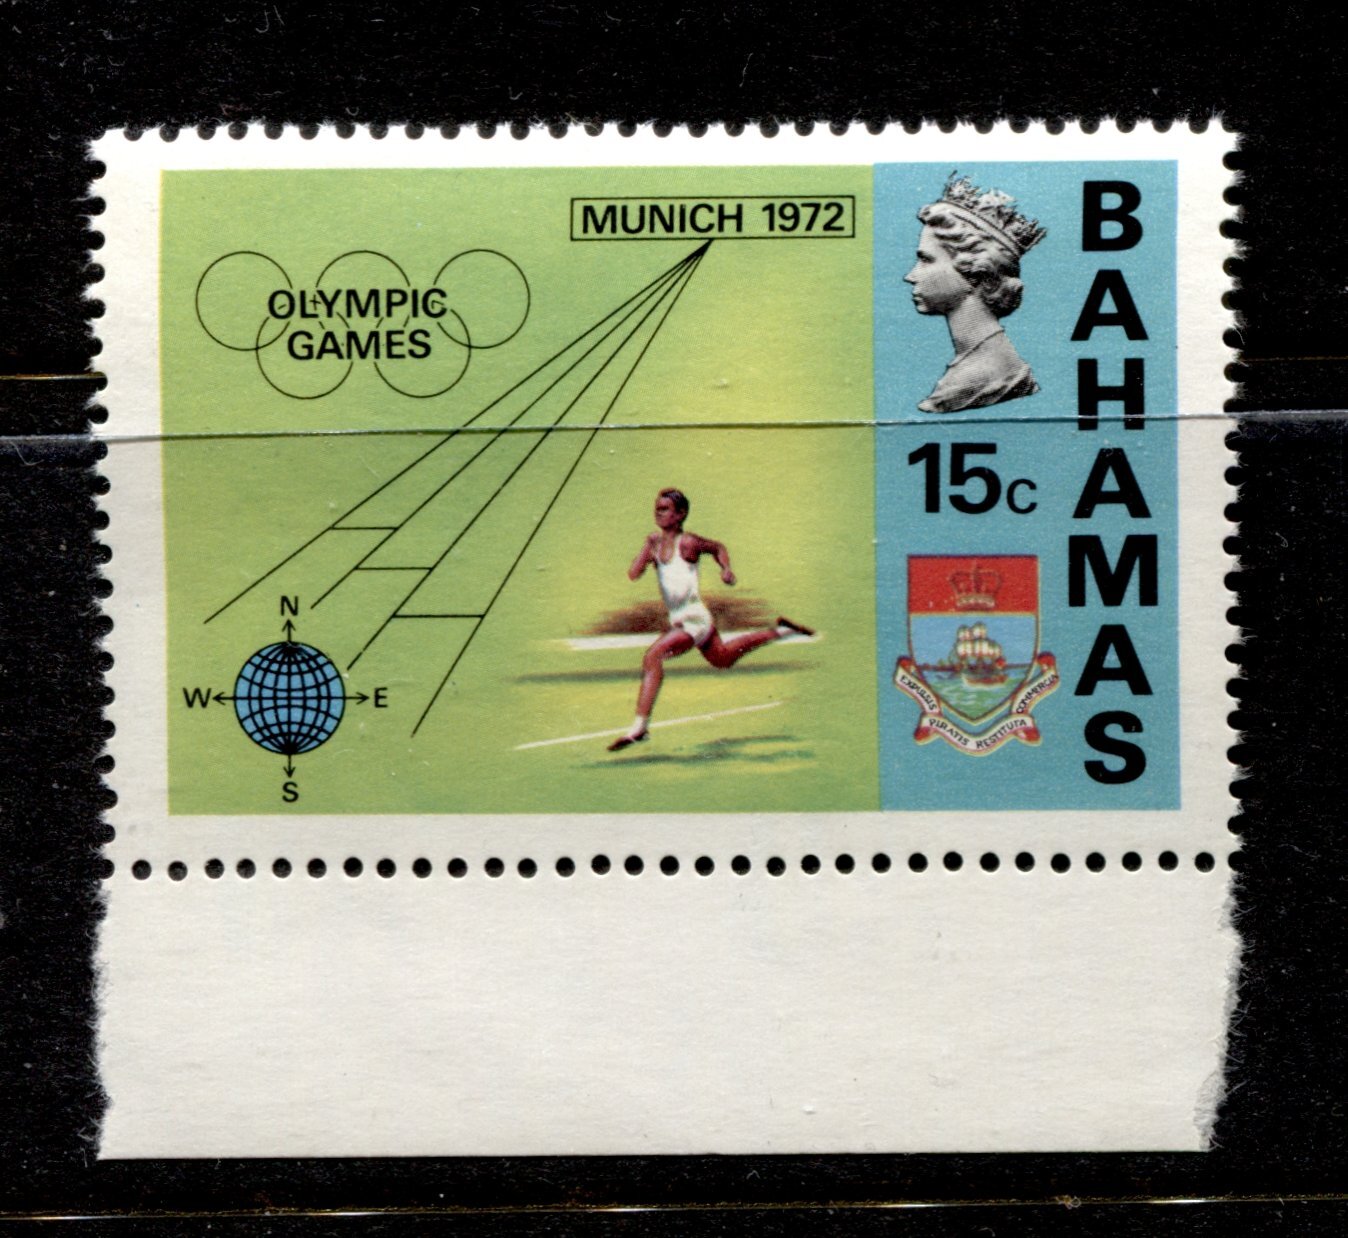 MUNICH 1972
OLYMPIC
GAMES
N
W E
S
BAHAMAS
15c
EXPULSIS
PIRATIS RESTITUTA
COMMERCIA